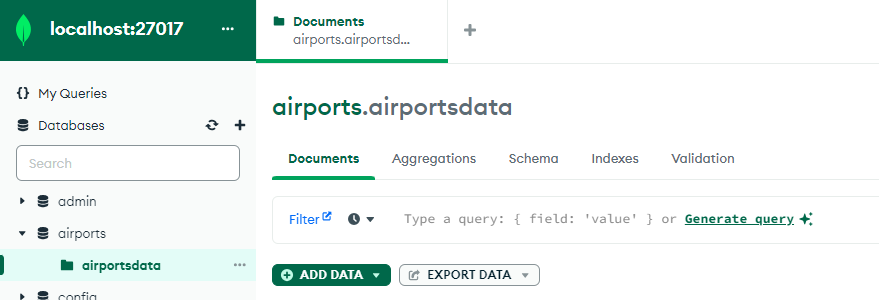 localhost:27017
Documents
airports.airportsd...
{} My Queries
Databases
Search
admin
airports
airportsdata
config
airports.airportsdata
Documents Aggregations Schema Indexes Validation
Filter Type a query: { field: 'value' } or Generate query
ADD DATA EXPORT DATA